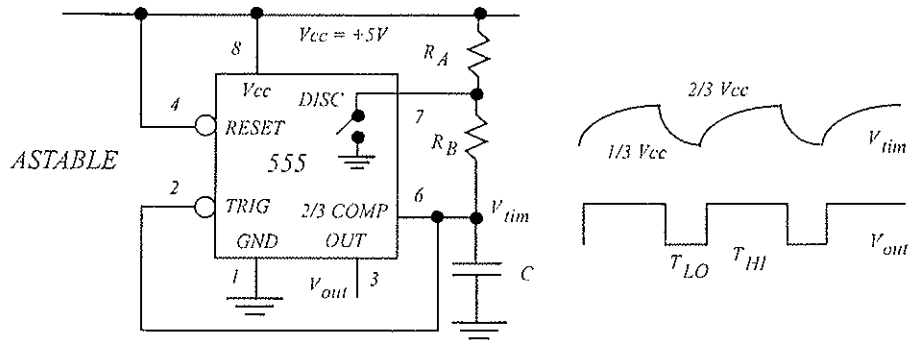 Vcc = +5V
8
R_A
Vcc
DISC
7
4
RESET
R_B
ASTABLE
555
2
6
TRIG
2/3 COMP
V_tim
GND
OUT
1
V_out
3
C
2/3 Vcc
1/3 Vcc
V_tim
V_out
T_LO
T_HI